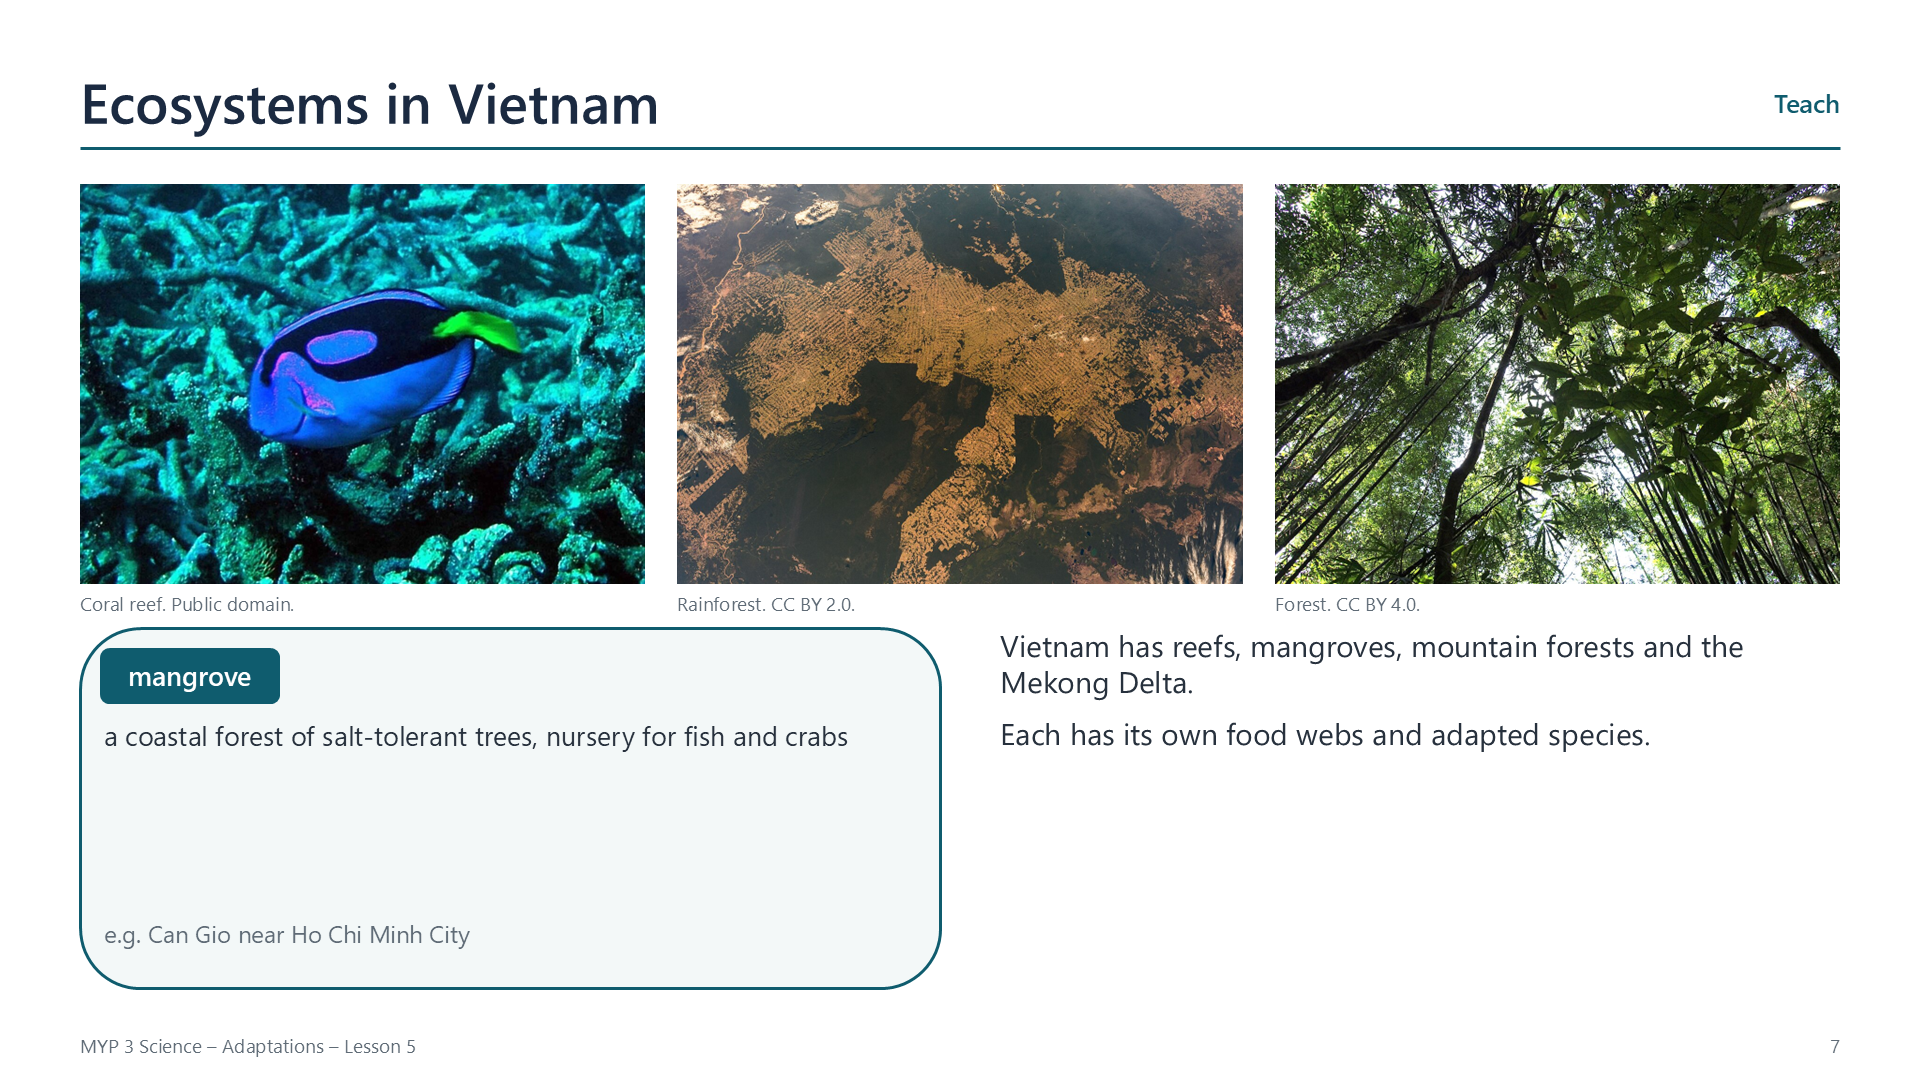 Ecosystems in Vietnam
Teach
Coral reef. Public domain.
Rainforest. CC BY 2.0.
Forest. CC BY 4.0.
mangrove
a coastal forest of salt-tolerant trees, nursery for fish and crabs
e.g. Can Gio near Ho Chi Minh City
Vietnam has reefs, mangroves, mountain forests and the
Mekong Delta.
Each has its own food webs and adapted species.
MYP 3 Science – Adaptations – Lesson 5
7